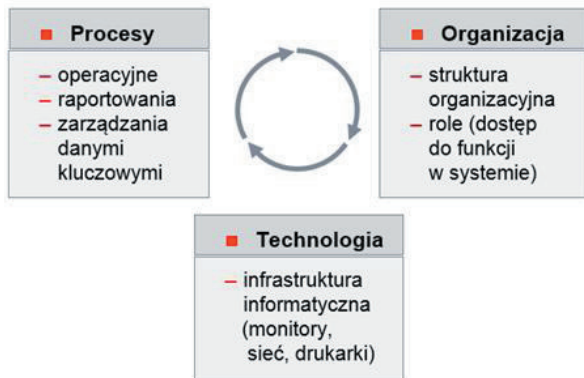 Procesy
– operacyjne
– raportowania
– zarządzania
danymi
kluczowymi
Organizacja
– struktura
organizacyjna
– role (dostęp
do funkcji
w systemie)
Technologia
– infrastruktura
informatyczna
(monitory,
sieć, drukarki)